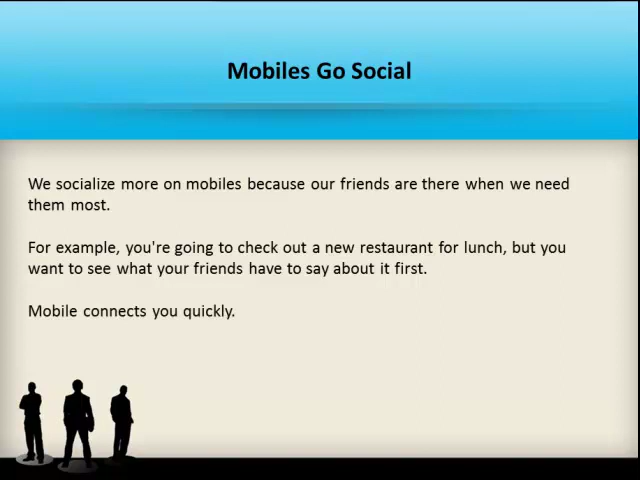 Mobiles Go Social
We socialize more on mobiles because our friends are there when we need
them most.
For example, you're going to check out a new restaurant for lunch, but you
want to see what your friends have to say about it first.
Mobile connects you quickly.